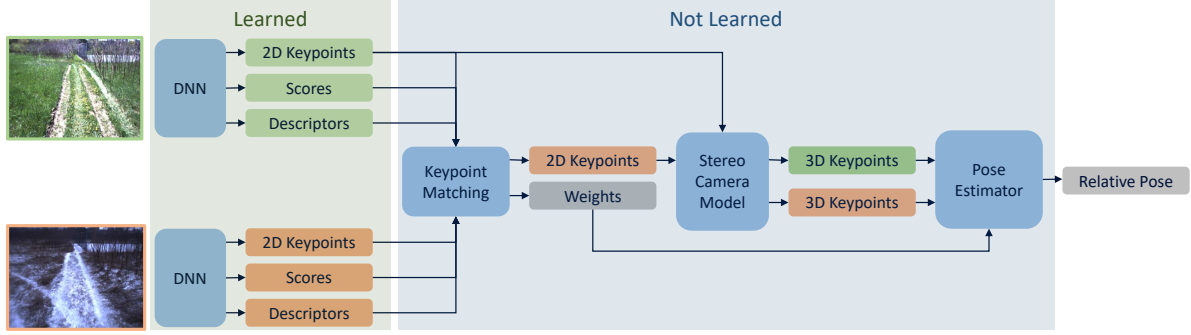 Learned
Not Learned
DNN
2D Keypoints
Scores
Descriptors
Keypoint
Matching
2D Keypoints
Weights
Stereo
Camera
Model
3D Keypoints
3D Keypoints
Pose
Estimator
Relative Pose
DNN
2D Keypoints
Scores
Descriptors